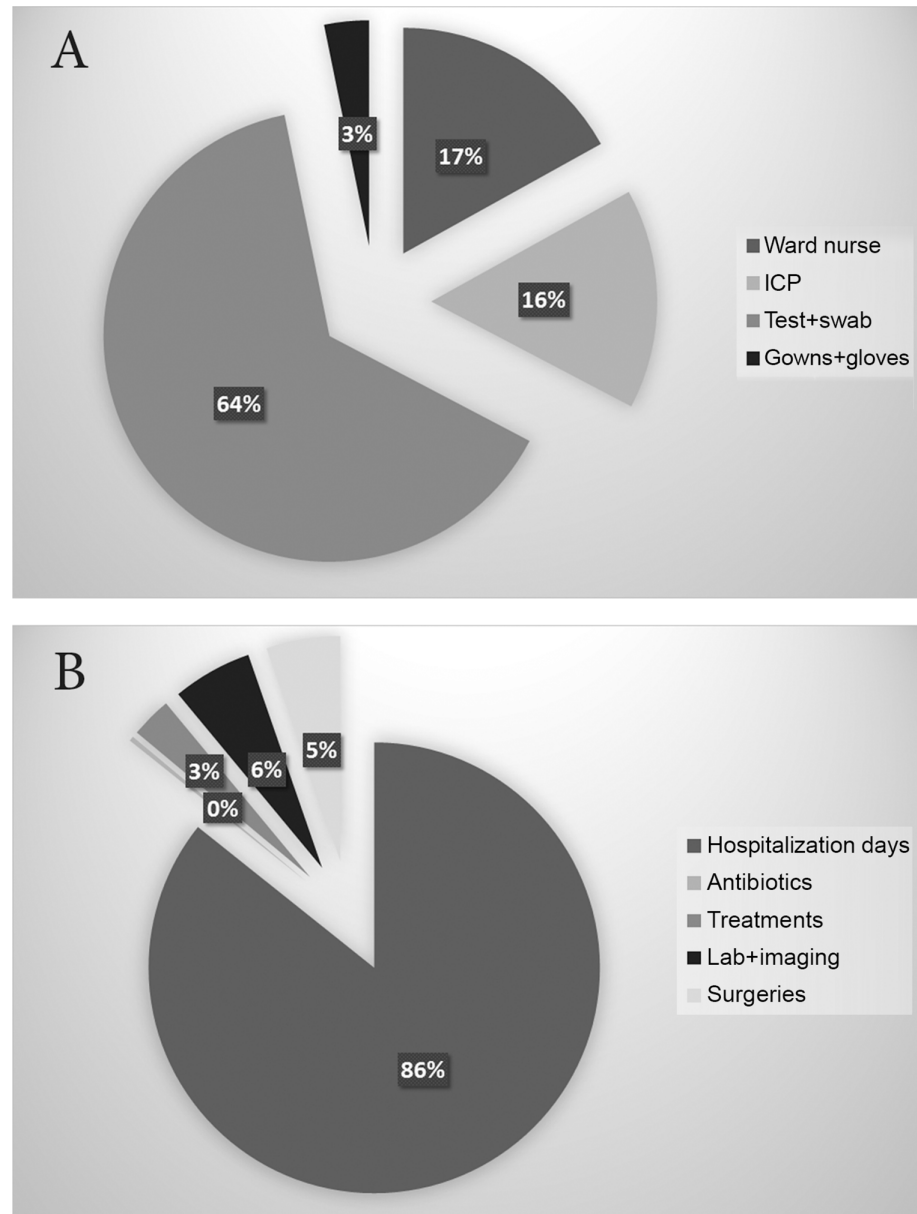 A
3%
17%
16%
64%
Ward nurse
ICP
Test+swab
Gowns+gloves
B
5%
6%
3%
0%
86%
Hospitalization days
Antibiotics
Treatments
Lab+imaging
Surgeries